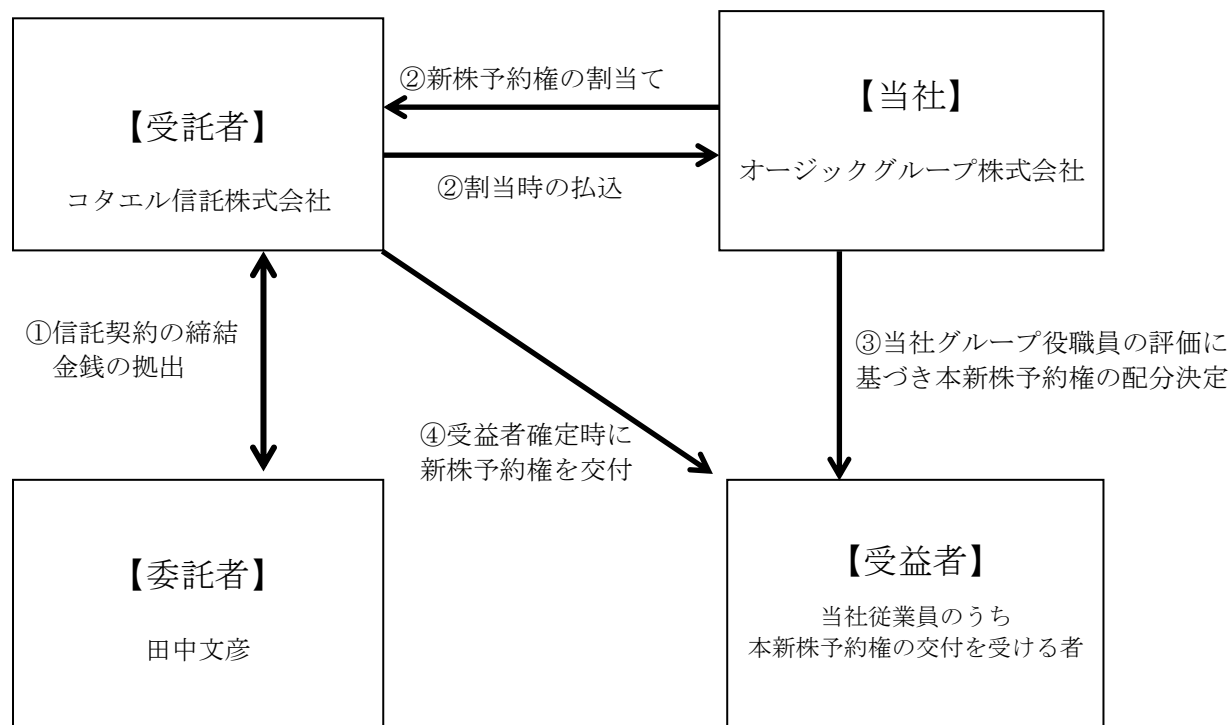 【受託者】
コタエル信託株式会社
②新株予約権の割当て
②割当時の払込
【当社】
オージックグループ株式会社
①信託契約の締結
金銭の拠出
③当社グループ役職員の評価に
基づき本新株予約権の配分決定
④受益者確定時に
新株予約権を交付
【委託者】
田中文彦
【受益者】
当社従業員のうち
本新株予約権の交付を受ける者